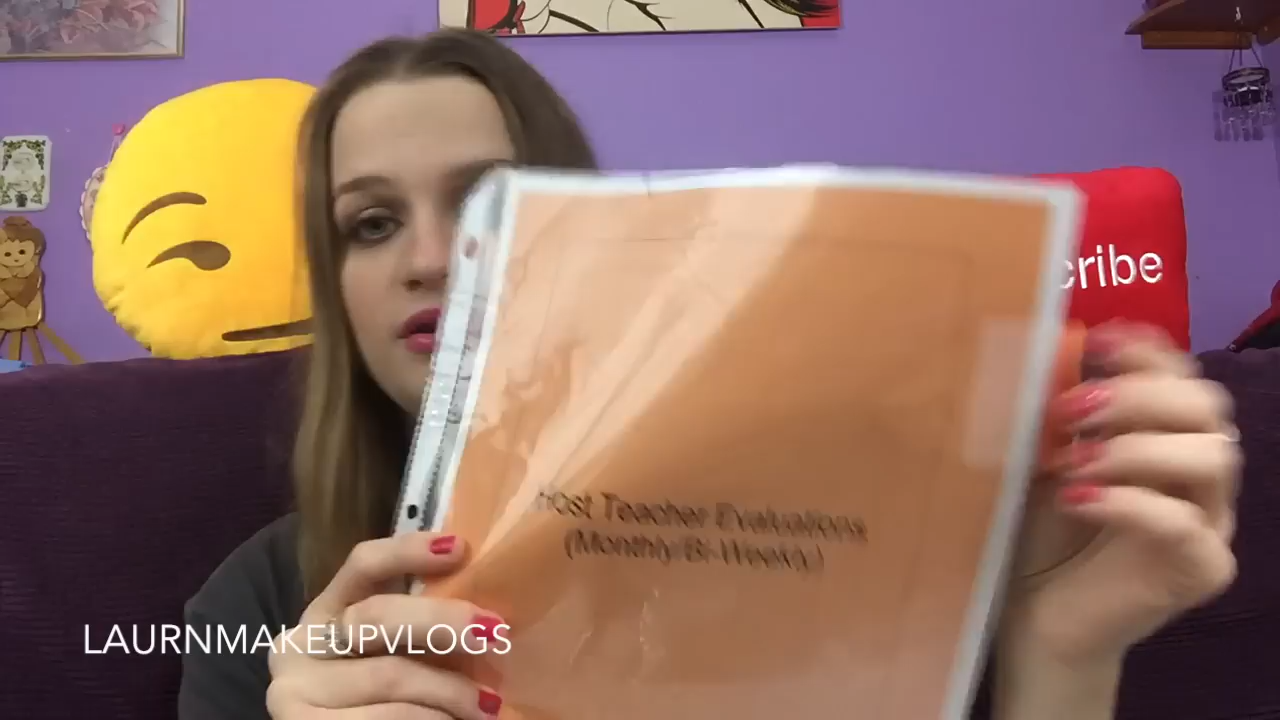 cribe
Host Teacher Evaluations
(Monthly/Bi-Weekly)
LAURNMAKEUPVLOGS